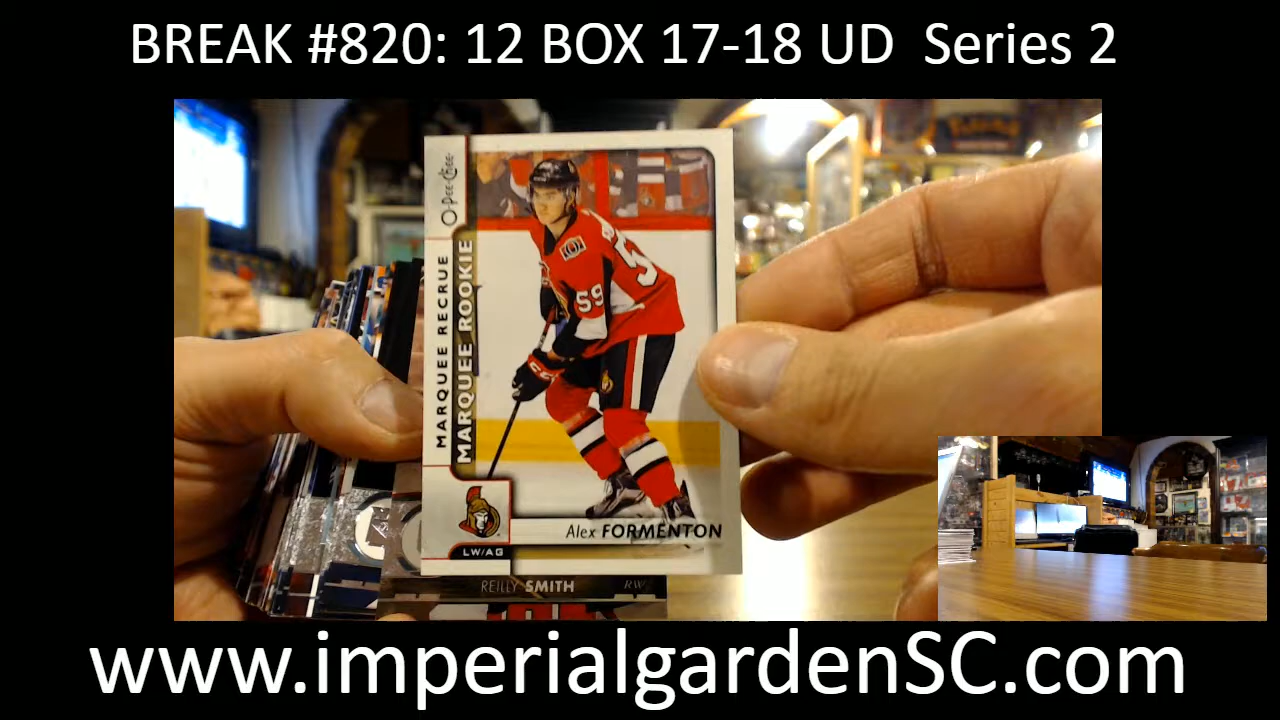 BREAK #820: 12 BOX 17-18 UD Series 2
O-Pee-Chee
MARQUEE RECRUE
MARQUEE ROOKIE
59
Alex FORMENTON
LW/AG
REILLY SMITH RW
www.imperialgardenSC.com